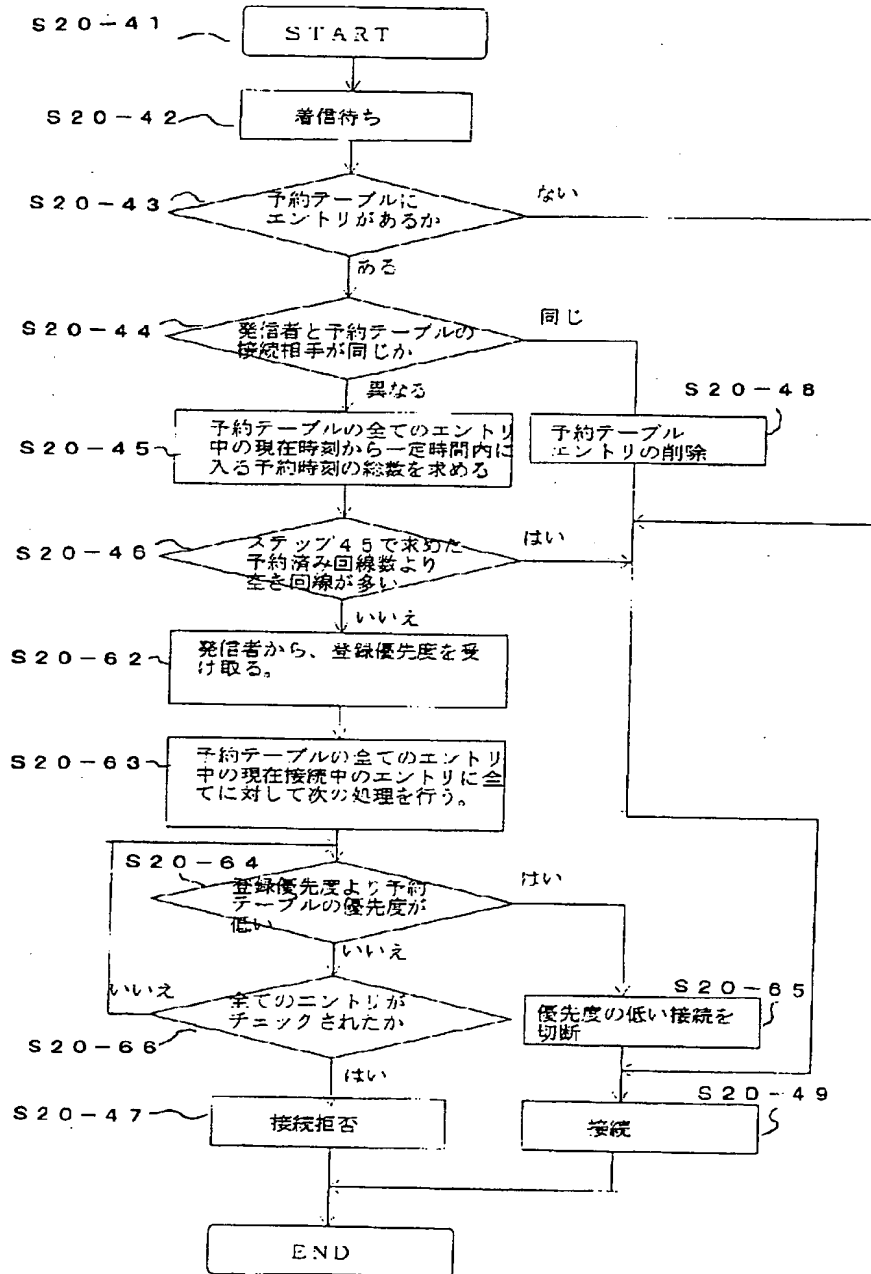 S20-41
START
S20-42
着信待ち
S20-43
予約テーブルに
エントリがあるか
ない
ある
S20-44
発信者と予約テーブルの
接続相手が同じか
同じ
異なる
S20-48
予約テーブル
エントリの削除
S20-45
予約テーブルの全てのエントリ
中の現在時刻から一定時間内に
入る予約時刻の総数を求める
S20-46
ステップ45で求めた
予約済み回線数より
空き回線が多い
はい
いいえ
S20-62
発信者から、登録優先度を受
け取る。
S20-63
予約テーブルの全てのエントリ
中の現在接続中のエントリに全
てに対して次の処理を行う。
S20-64
登録優先度より予約
テーブルの優先度が
低い
はい
いいえ
いいえ
全てのエントリが
チェックされたか
S20-65
優先度の低い接続を
切断
S20-66
はい
S20-47
接続拒否
S20-49
接続
END